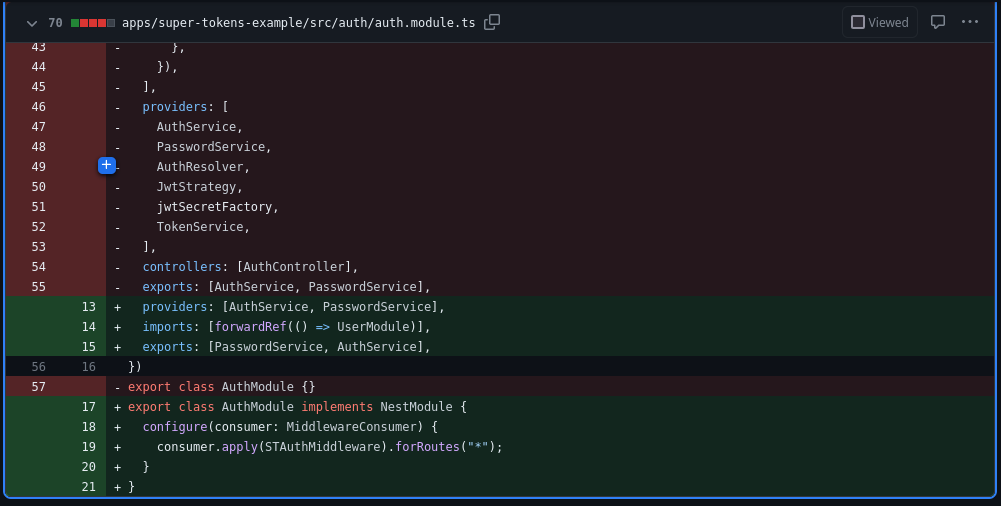 70 apps/super-tokens-example/src/auth/auth.module.ts Viewed
43 - },
44 - }),
45 - ],
46 - providers: [
47 - AuthService,
48 - PasswordService,
49 - AuthResolver,
50 - JwtStrategy,
51 - jwtSecretFactory,
52 - TokenService,
53 - ],
54 - controllers: [AuthController],
55 - exports: [AuthService, PasswordService],
13 + providers: [AuthService, PasswordService],
14 + imports: [forwardRef(() => UserModule)],
15 + exports: [PasswordService, AuthService],
56 16 })
57 - export class AuthModule {}
17 + export class AuthModule implements NestModule {
18 + configure(consumer: MiddlewareConsumer) {
19 + consumer.apply(STAuthMiddleware).forRoutes("*");
20 + }
21 + }